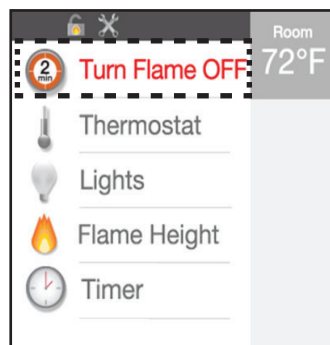 Room
72°F
2
min
Turn Flame OFF
Thermostat
Lights
Flame Height
Timer